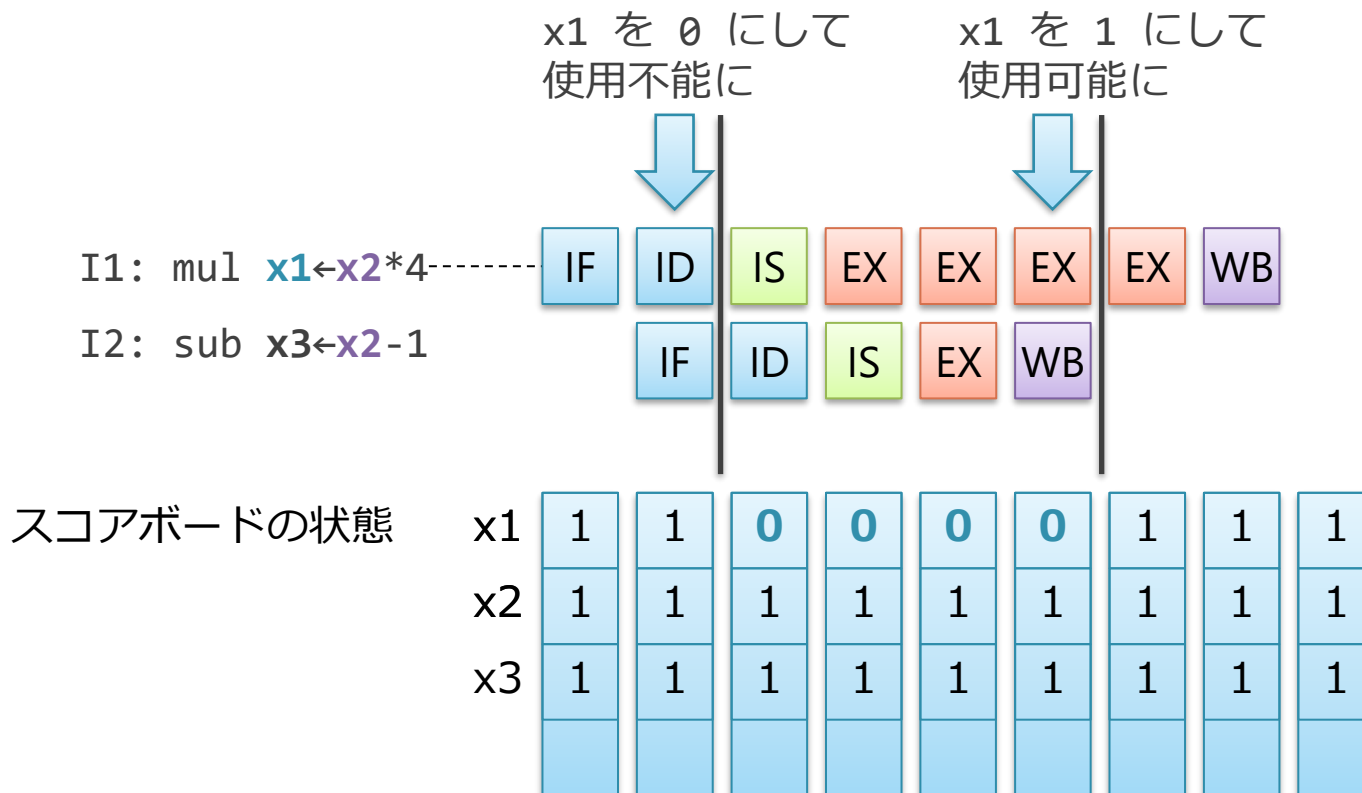 x1 を 0 にして
使用不能に
x1 を 1 にして
使用可能に
I1: mul x1←x2*4 IF ID IS EX EX EX EX WB
I2: sub x3←x2-1 IF ID IS EX WB
スコアボードの状態 x1 1 1 0 0 0 0 1 1 1
x2 1 1 1 1 1 1 1 1 1
x3 1 1 1 1 1 1 1 1 1